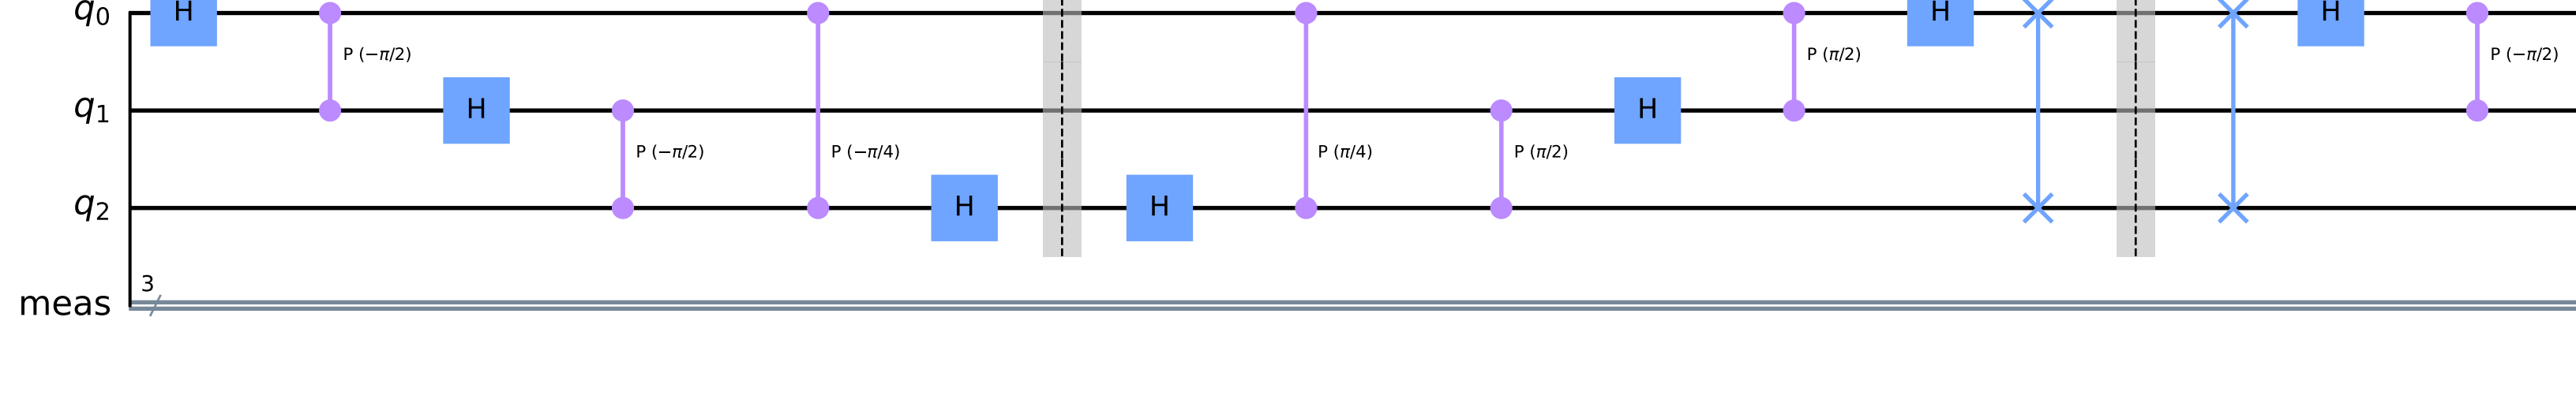 q0 H H H
P (−π/2) P (π/2) P (−π/2)
q1 H H
P (−π/2) P (−π/4) P (π/4) P (π/2)
q2 H H
3
meas